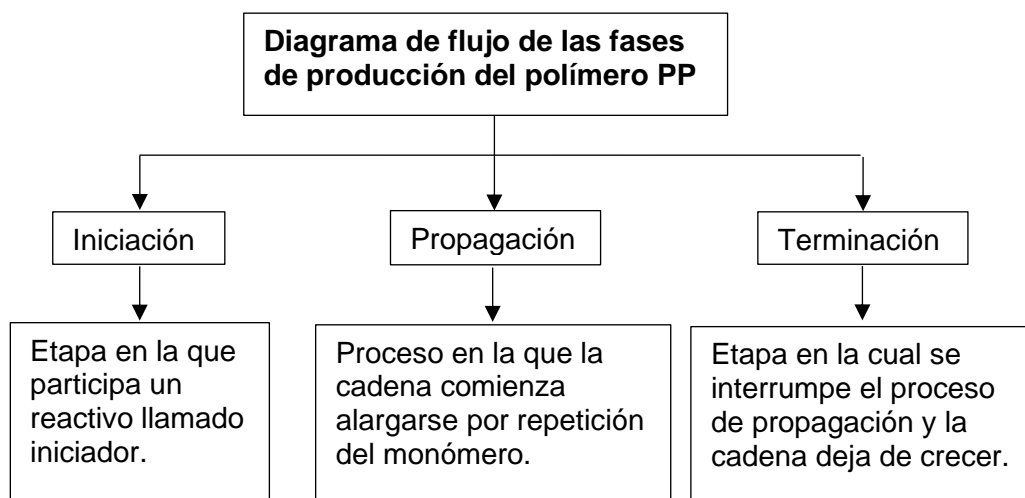 Diagrama de flujo de las fases
de producción del polímero PP
Iniciación
Propagación
Terminación
Etapa en la que
participa un
reactivo llamado
iniciador.
Proceso en la que la
cadena comienza
alargarse por repetición
del monómero.
Etapa en la cual se
interrumpe el proceso
de propagación y la
cadena deja de crecer.